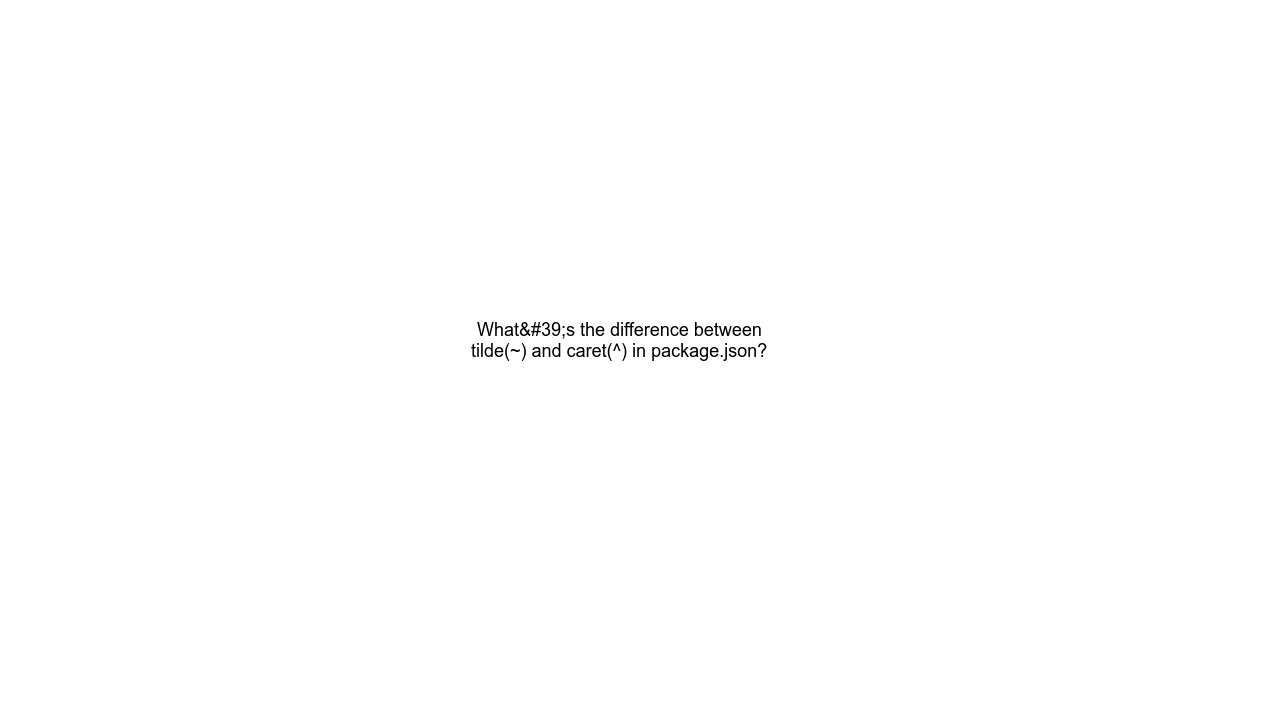 What&#39;s the difference between
tilde(~) and caret(^) in package.json?